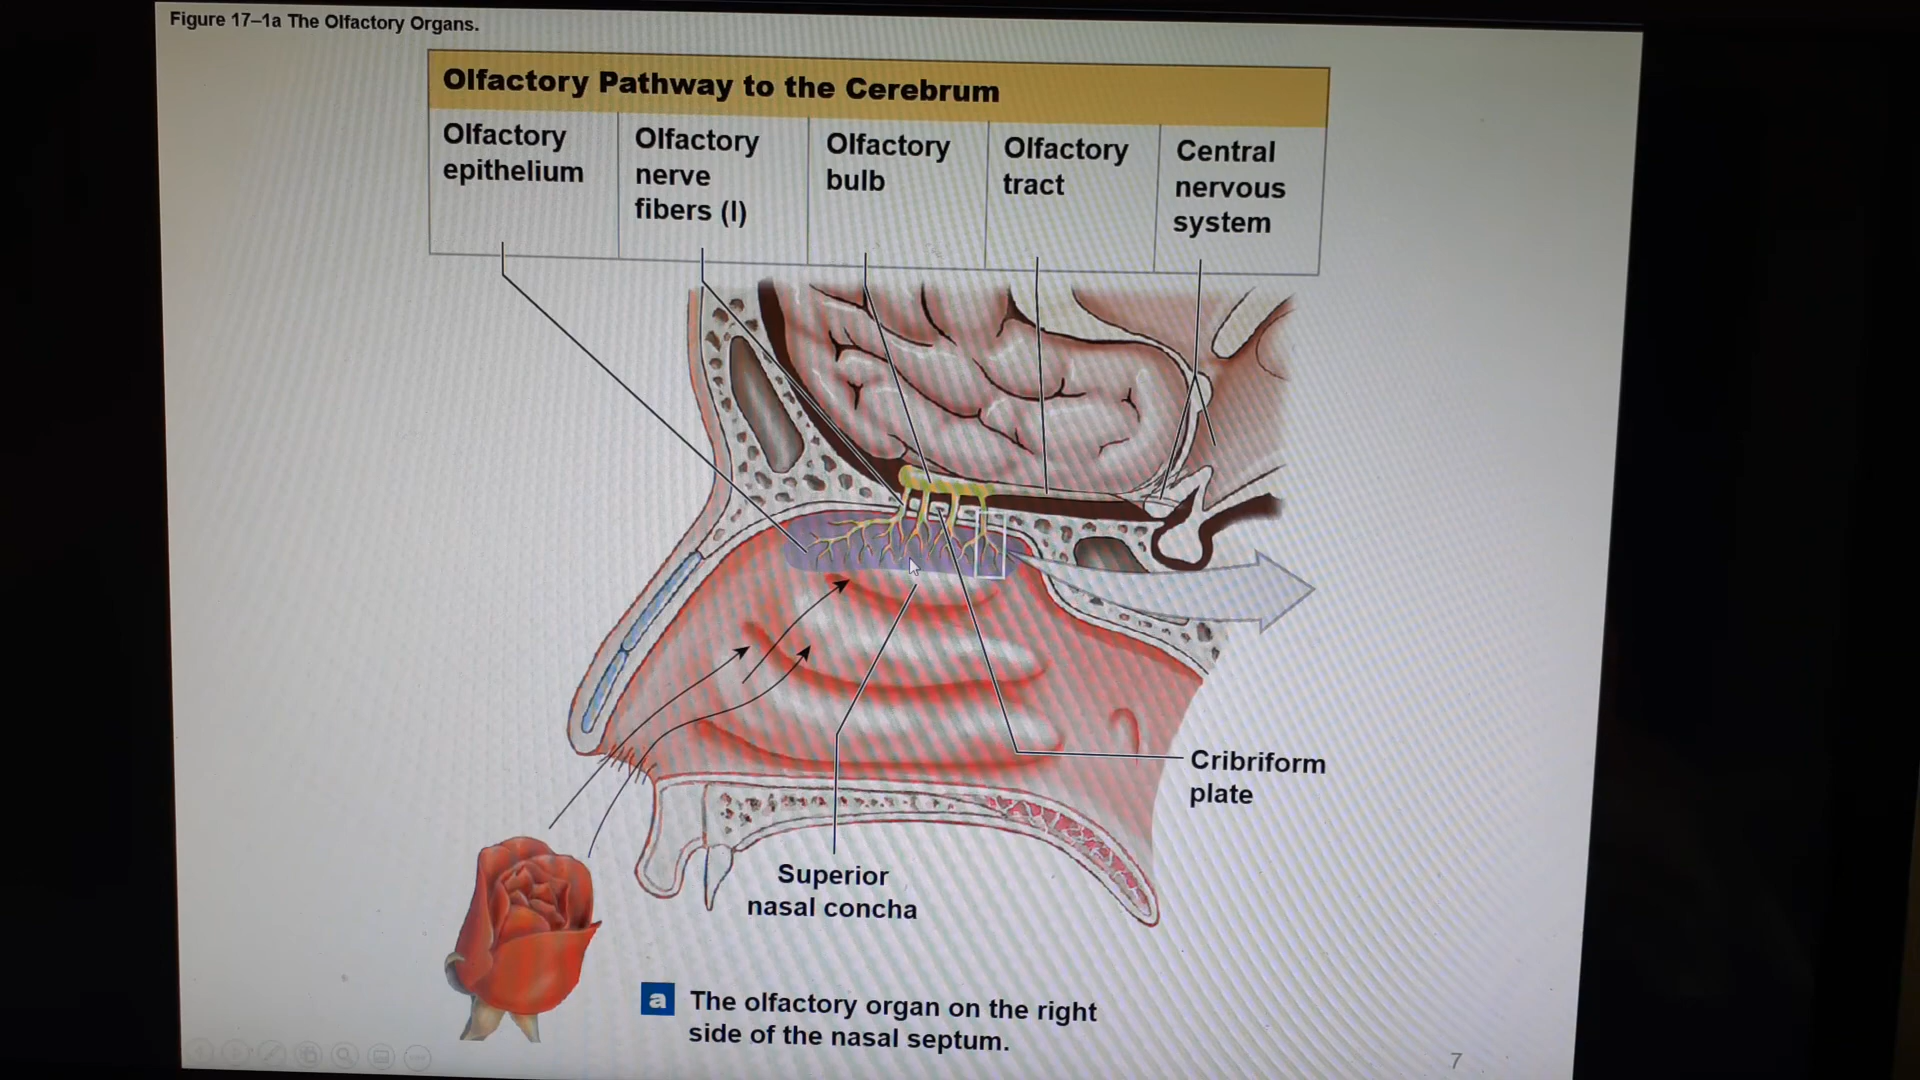 Figure 17–1a The Olfactory Organs.
Olfactory Pathway to the Cerebrum
Olfactory
epithelium
Olfactory
nerve
fibers (I)
Olfactory
bulb
Olfactory
tract
Central
nervous
system
Cribriform
plate
Superior
nasal concha
a The olfactory organ on the right
side of the nasal septum.
7